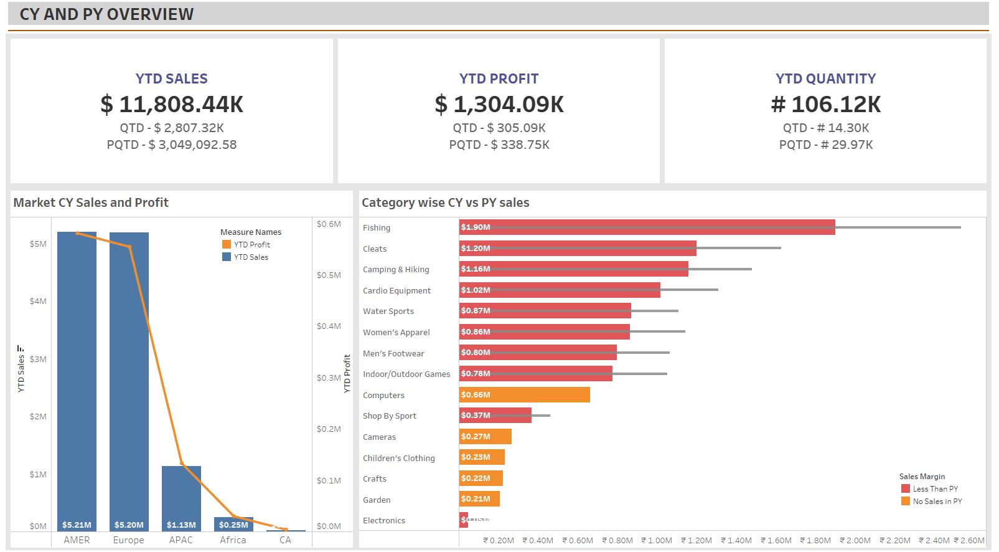 CY AND PY OVERVIEW
YTD SALES
$ 11,808.44K
QTD - $ 2,807.32K
PQTD - $ 3,049,092.58
YTD PROFIT
$ 1,304.09K
QTD - $ 305.09K
PQTD - $ 338.75K
YTD QUANTITY
# 106.12K
QTD - # 14.30K
PQTD - # 29.97K
Market CY Sales and Profit
YTD Sales
$5M
$4M
$3M
$2M
$1M
$0M
Measure Names
YTD Profit
YTD Sales
$5.21M
$5.20M
$1.13M
$0.25M
AMER
Europe
APAC
Africa
CA
$0.6M
$0.5M
$0.4M
$0.3M
$0.2M
$0.1M
$0.0M
YTD Profit
Category wise CY vs PY sales
Fishing $1.90M
Cleats $1.20M
Camping & Hiking $1.16M
Cardio Equipment $1.02M
Water Sports $0.87M
Women's Apparel $0.86M
Men's Footwear $0.80M
Indoor/Outdoor Games $0.78M
Computers $0.66M
Shop By Sport $0.37M
Cameras $0.27M
Children's Clothing $0.23M
Crafts $0.22M
Garden $0.21M
Electronics $0.05M
Sales Margin
Less Than PY
No Sales in PY
₹ 0.20M ₹ 0.40M ₹ 0.60M ₹ 0.80M ₹ 1.00M ₹ 1.20M ₹ 1.40M ₹ 1.60M ₹ 1.80M ₹ 2.00M ₹ 2.20M ₹ 2.40M ₹ 2.60M